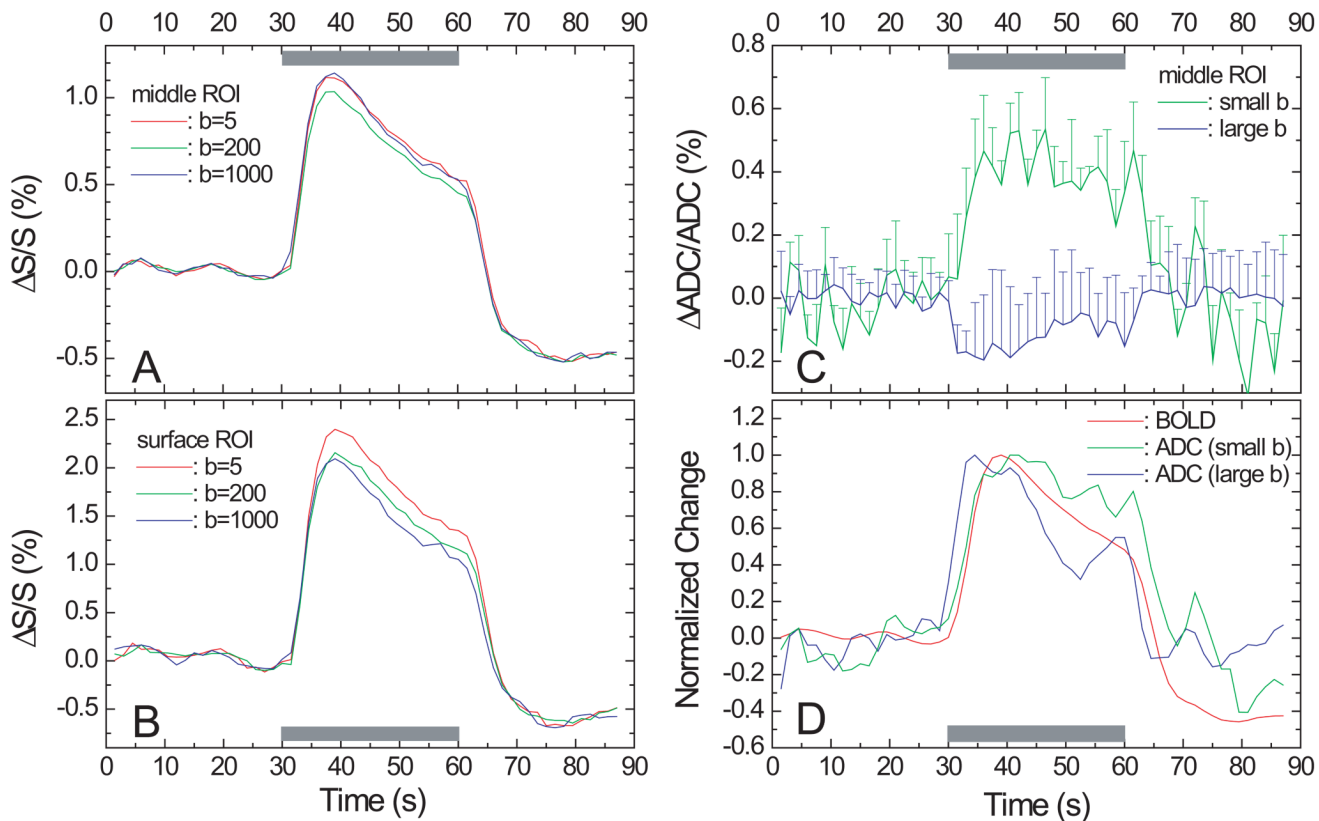 0 10 20 30 40 50 60 70 80 90
middle ROI
: b=5
: b=200
: b=1000
1.0
0.5
0.0
-0.5
ΔS/S (%)
A
surface ROI
: b=5
: b=200
: b=1000
2.5
2.0
1.5
1.0
0.5
0.0
-0.5
ΔS/S (%)
B
0 10 20 30 40 50 60 70 80 90
Time (s)
0 10 20 30 40 50 60 70 80 90
middle ROI
: small b
: large b
0.8
0.6
0.4
0.2
0.0
-0.2
ΔADC/ADC (%)
C
: BOLD
: ADC (small b)
: ADC (large b)
1.2
1.0
0.8
0.6
0.4
0.2
0.0
-0.2
-0.4
-0.6
Normalized Change
D
0 10 20 30 40 50 60 70 80 90
Time (s)